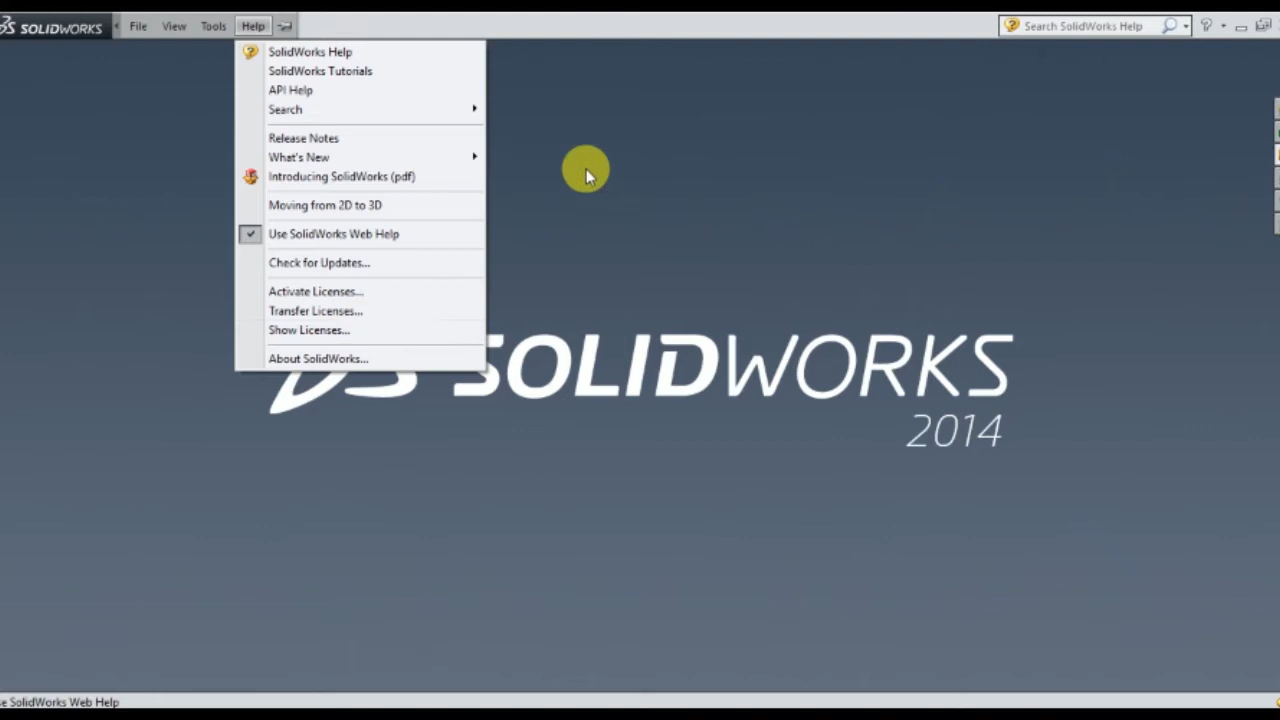 SOLIDWORKS File View Tools Help Search SolidWorks Help
SolidWorks Help
SolidWorks Tutorials
API Help
Search
Release Notes
What's New
Introducing SolidWorks (pdf)
Moving from 2D to 3D
Use SolidWorks Web Help
Check for Updates...
Activate Licenses...
Transfer Licenses...
Show Licenses...
About SolidWorks...
SOLIDWORKS
2014
se SolidWorks Web Help